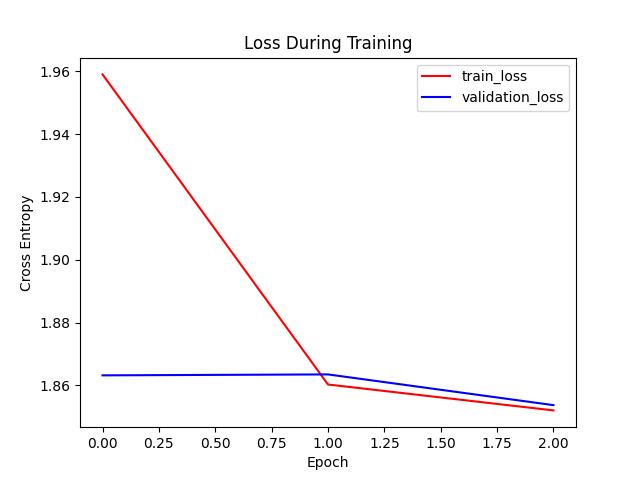 Loss During Training
train_loss
validation_loss
Cross Entropy
1.96
1.94
1.92
1.90
1.88
1.86
0.00 0.25 0.50 0.75 1.00 1.25 1.50 1.75 2.00
Epoch